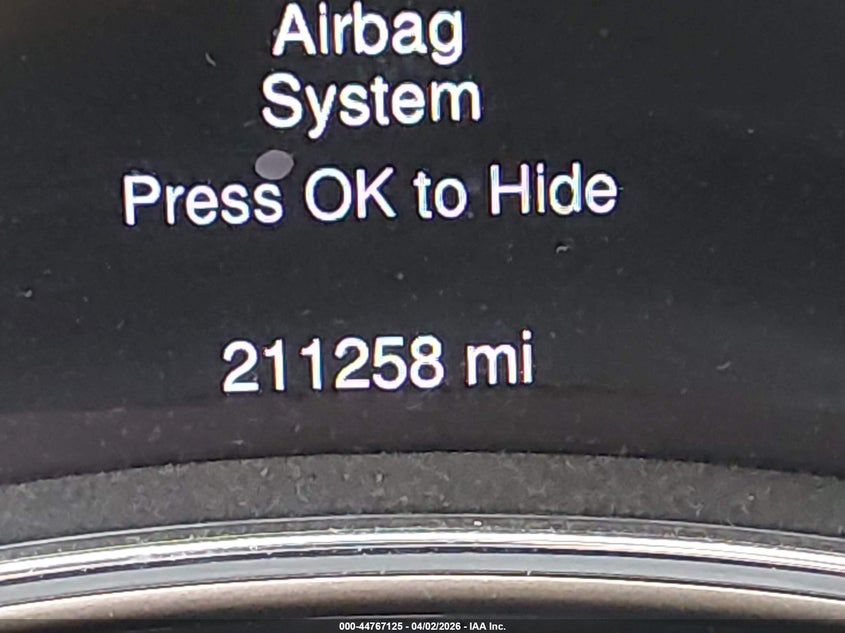 Airbag
System
Press OK to Hide
211258 mi
000-44767125 - 04/02/2026 - IAA Inc.